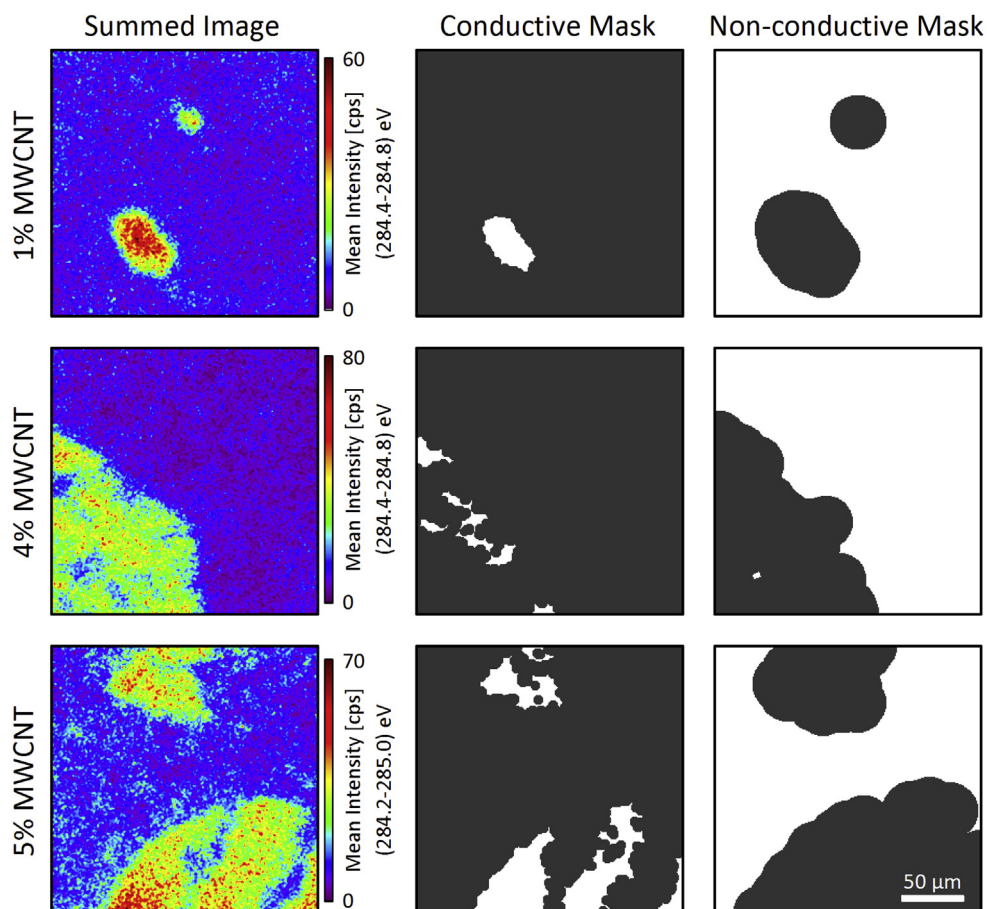 Summed Image
Conductive Mask
Non-conductive Mask
1% MWCNT
60
0
Mean Intensity [cps]
(284.4-284.8) eV
4% MWCNT
80
0
Mean Intensity [cps]
(284.4-284.8) eV
5% MWCNT
70
0
Mean Intensity [cps]
(284.2-285.0) eV
50 µm